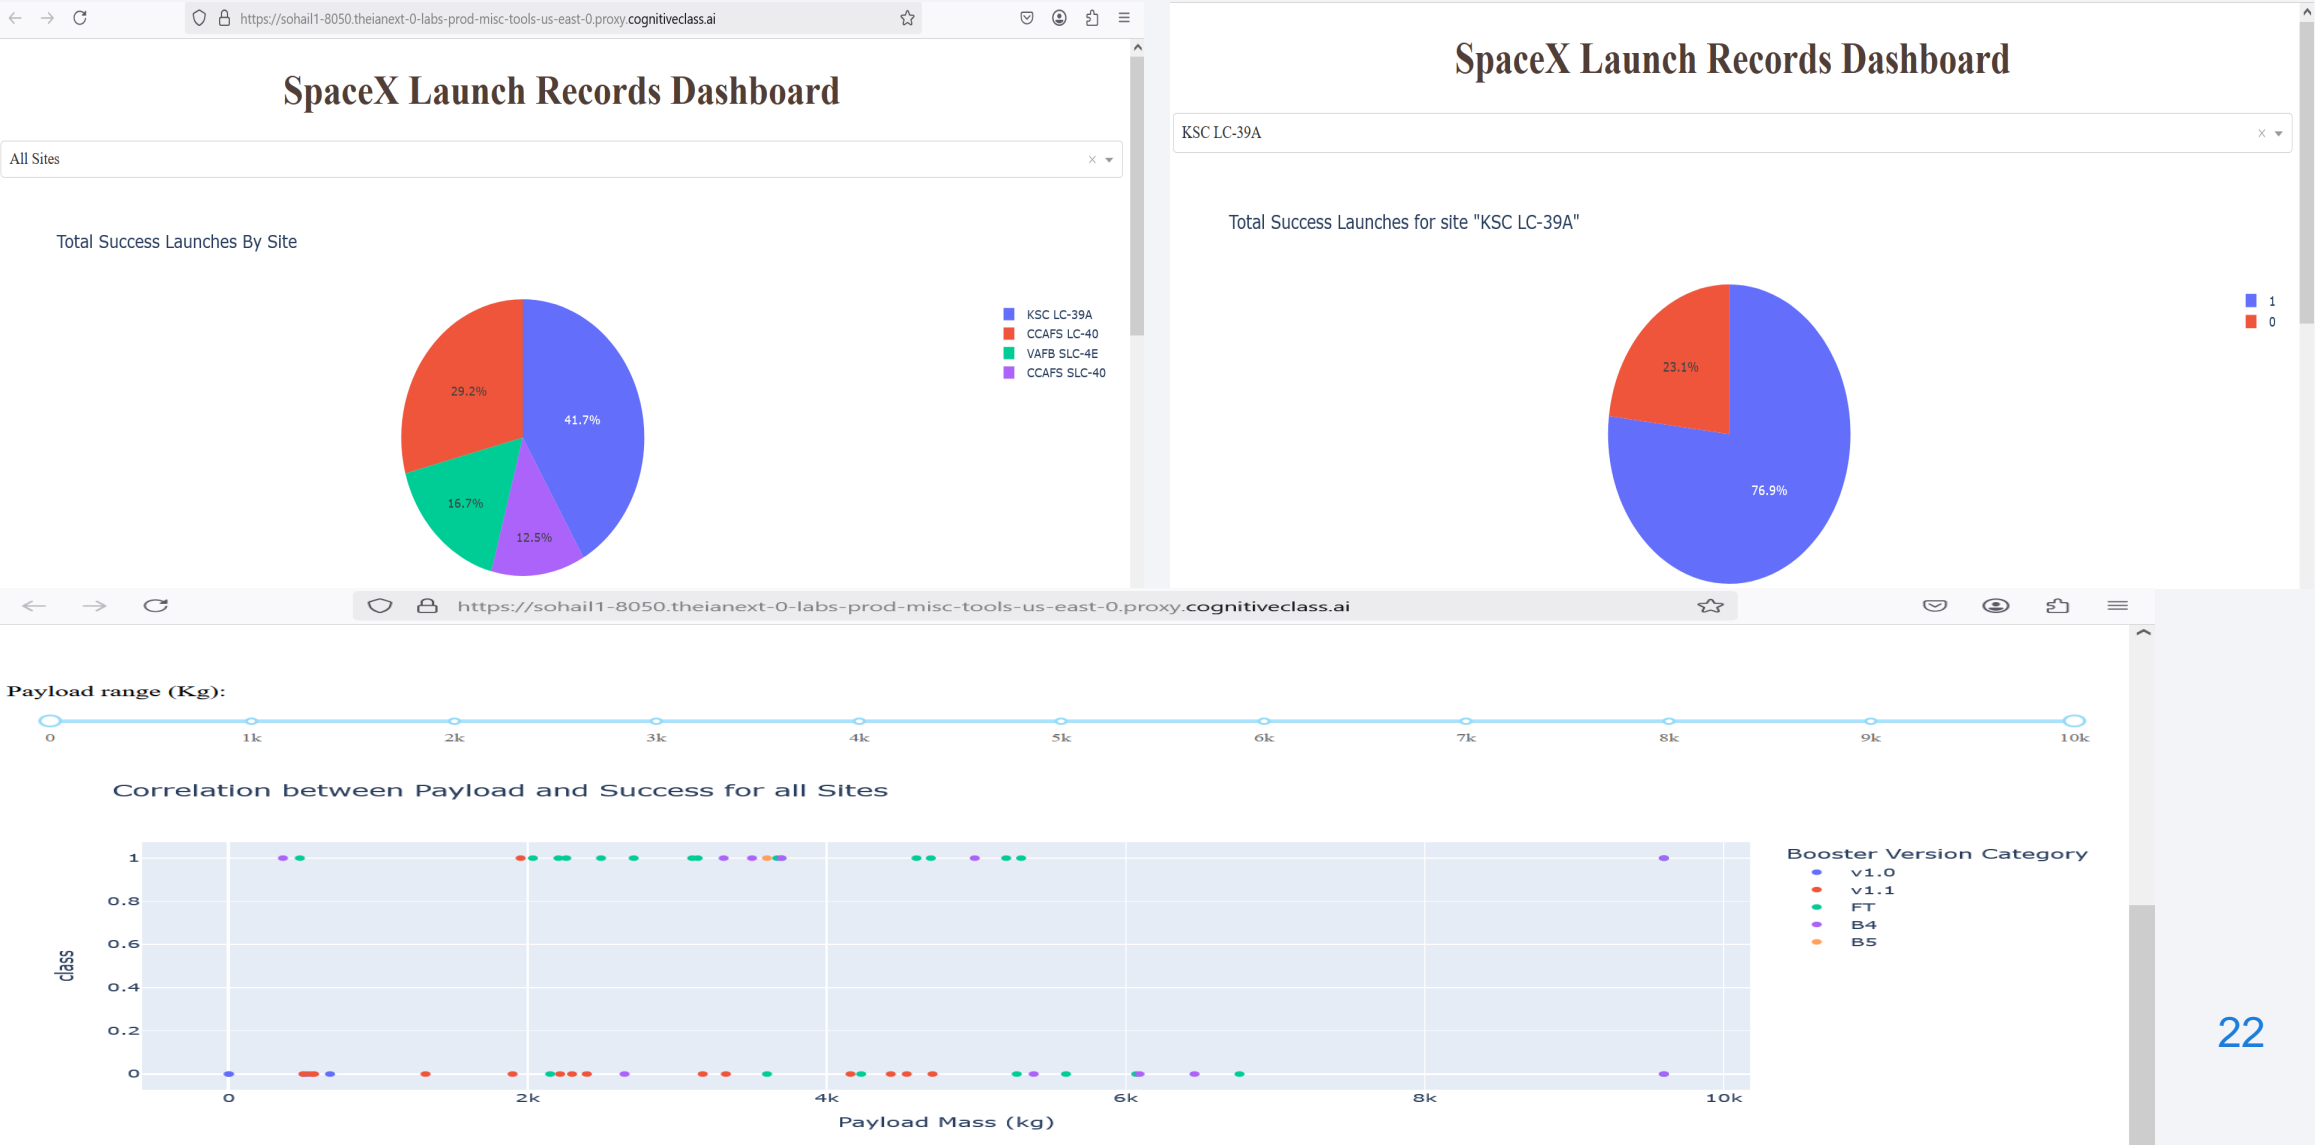 https://sohail1-8050.theianext-0-labs-prod-misc-tools-us-east-0.proxy.cognitiveclass.ai
SpaceX Launch Records Dashboard
All Sites
Total Success Launches By Site
29.2%
41.7%
16.7%
12.5%
KSC LC-39A
CCAFS LC-40
VAFB SLC-4E
CCAFS SLC-40
SpaceX Launch Records Dashboard
KSC LC-39A
Total Success Launches for site "KSC LC-39A"
23.1%
76.9%
1
0
https://sohail1-8050.theianext-0-labs-prod-misc-tools-us-east-0.proxy.cognitiveclass.ai
Payload range (Kg):
0 1k 2k 3k 4k 5k 6k 7k 8k 9k 10k
Correlation between Payload and Success for all Sites
1
0.8
0.6
0.4
0.2
0
class
0 2k 4k 6k 8k 10k
Payload Mass (kg)
Booster Version Category
v1.0
v1.1
FT
B4
B5
22